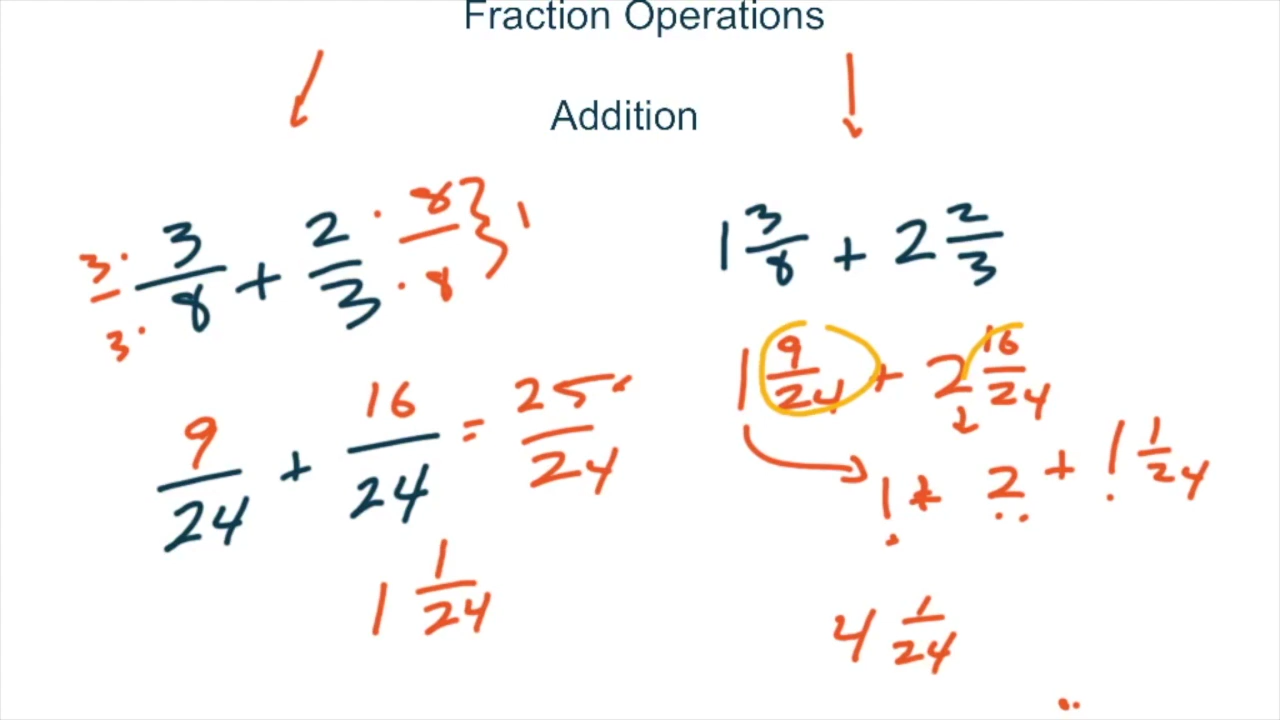 Fraction Operations
Addition
3/3 · 3/8 + 2/3 · 8/8 } 1
9/24 + 16/24 = 25/24
1 1/24
1 3/8 + 2 2/3
1 9/24 + 2 16/24
1 + 2 + 1 1/24
4 1/24